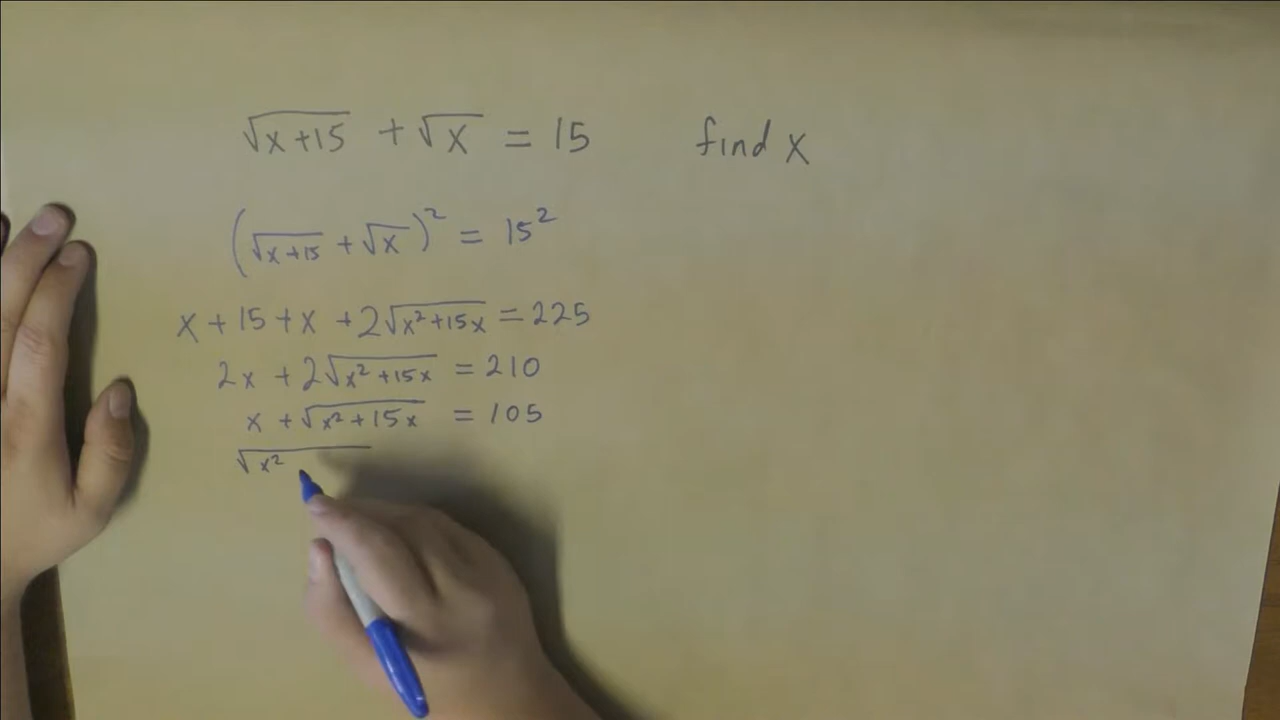 √(x+15) + √x = 15 find x
(√(x+15) + √x)² = 15²
x + 15 + x + 2√(x²+15x) = 225
2x + 2√(x²+15x) = 210
x + √(x²+15x) = 105
√(x²